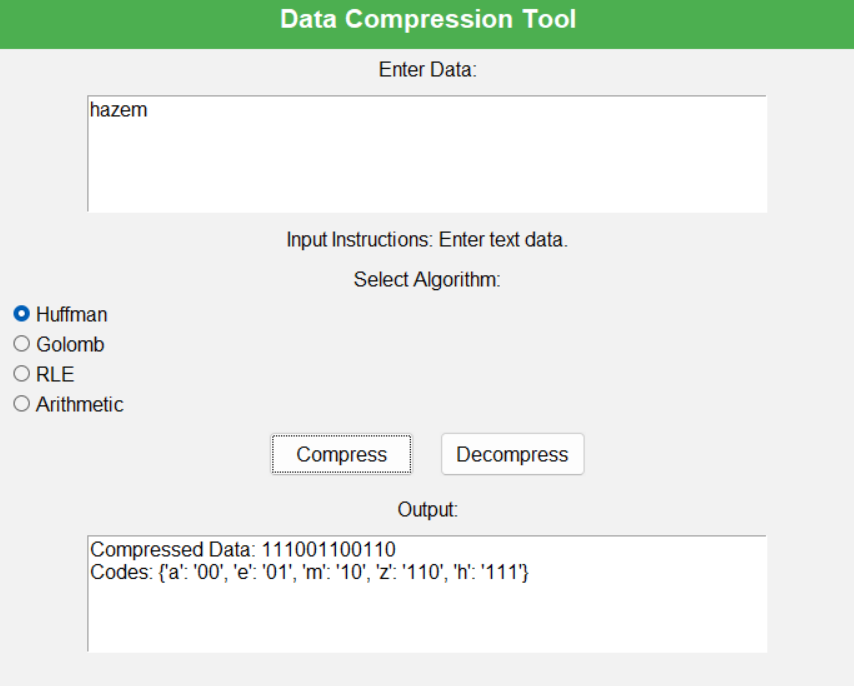 Data Compression Tool
Enter Data:
hazem
Input Instructions: Enter text data.
Select Algorithm:
Huffman
Golomb
RLE
Arithmetic
Compress Decompress
Output:
Compressed Data: 111001100110
Codes: {'a': '00', 'e': '01', 'm': '10', 'z': '110', 'h': '111'}